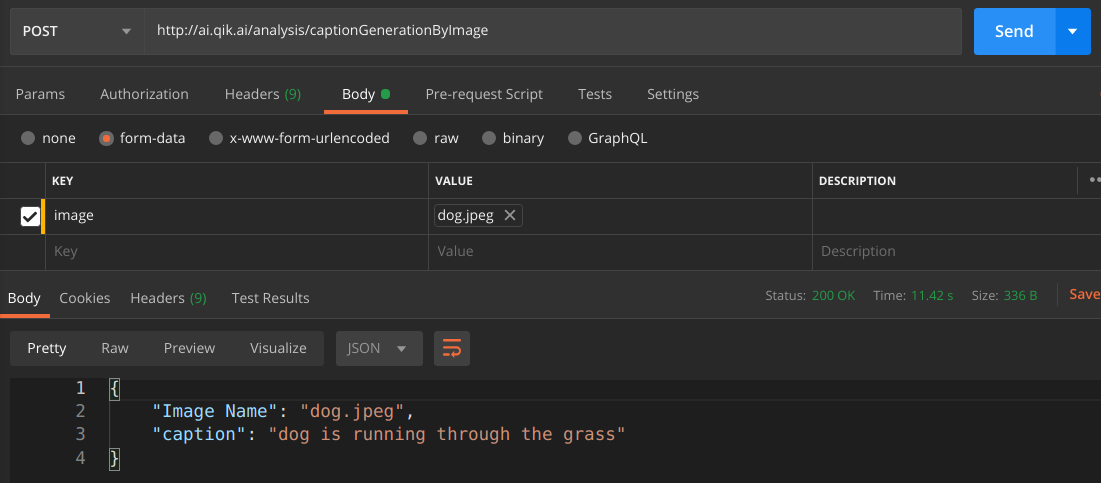 POST http://ai.qik.ai/analysis/captionGenerationByImage Send
Params Authorization Headers (9) Body Pre-request Script Tests Settings
none form-data x-www-form-urlencoded raw binary GraphQL
KEY VALUE DESCRIPTION
image dog.jpeg
Key Value Description
Body Cookies Headers (9) Test Results Status: 200 OK Time: 11.42 s Size: 336 B Save
Pretty Raw Preview Visualize JSON
1 {
2 "Image Name": "dog.jpeg",
3 "caption": "dog is running through the grass"
4 }